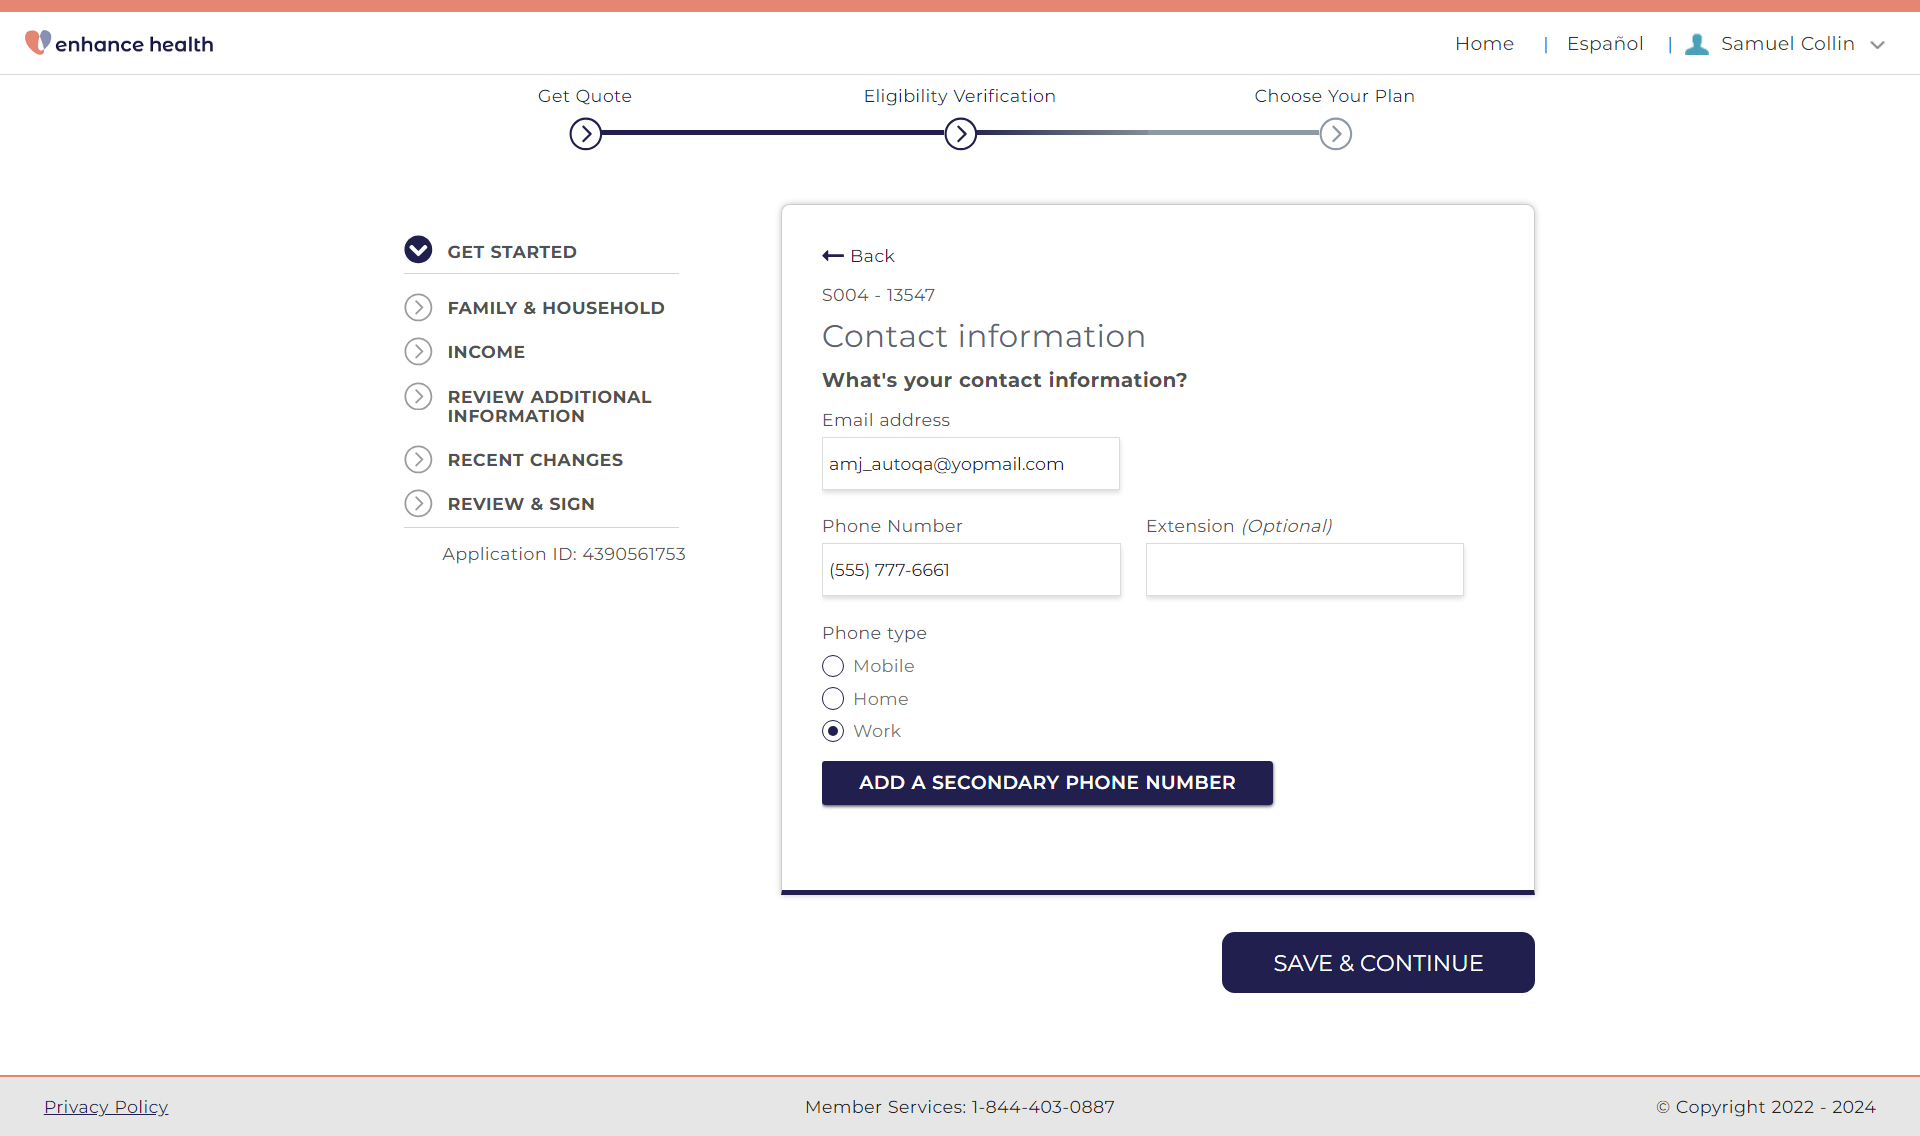 enhance health
Home | Español | Samuel Collin
Get Quote
Eligibility Verification
Choose Your Plan
GET STARTED
FAMILY & HOUSEHOLD
INCOME
REVIEW ADDITIONAL
INFORMATION
RECENT CHANGES
REVIEW & SIGN
Application ID: 4390561753
Back
S004 - 13547
Contact information
What's your contact information?
Email address
amj_autoqa@yopmail.com
Phone Number
Extension (Optional)
(555) 777-6661
Phone type
Mobile
Home
Work
ADD A SECONDARY PHONE NUMBER
SAVE & CONTINUE
Privacy Policy
Member Services: 1-844-403-0887
© Copyright 2022 - 2024